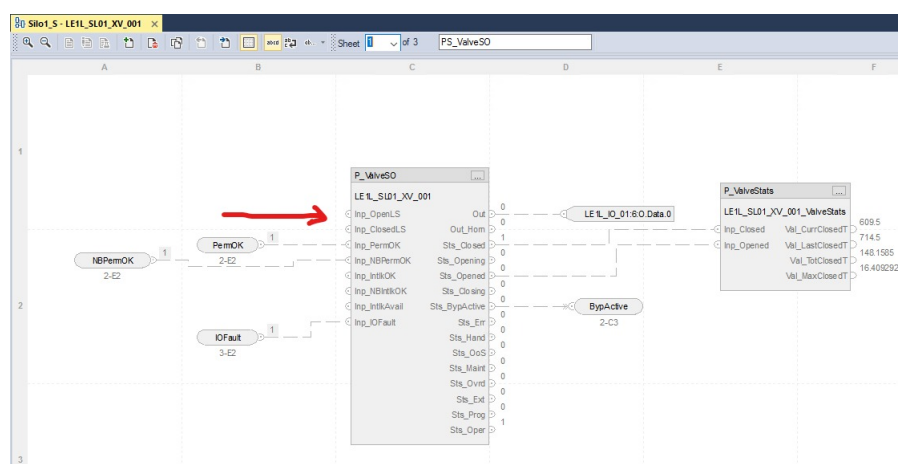 Silo1_S - LE1L_SL01_XV_001
Sheet 1 of 3 PS_ValveSO
A B C D E F
1
P_ValveSO ...
LE1L_SL01_XV_001
Inp_OpenLS Out 0
Inp_ClosedLS Out_Horn 0
Inp_PermOK Sts_Closed 1
Inp_NBPermOK Sts_Opening 0
Inp_IntlkOK Sts_Opened 0
Inp_NBIntlkOK Sts_Closing 0
Inp_IntlkAvail Sts_BypActive 0
Inp_IOFault Sts_Err 0
Sts_Hand 0
Sts_OoS 0
Sts_Maint 0
Sts_Ovrd 0
Sts_Ext 0
Sts_Prog 0
Sts_Oper 1
PermOK 1
2-E2
NBPermOK 1
2-E2
IOFault 1
3-E2
LE1L_IO_01:6:O.Data.0
BypActive
2-C3
P_ValveStats ...
LE1L_SL01_XV_001_ValveStats
Inp_Closed Val_CurrClosedT 609.5
Inp_Opened Val_LastClosedT 714.5
Val_TotClosedT 148.1585
Val_MaxClosedT 16.409292
2
3